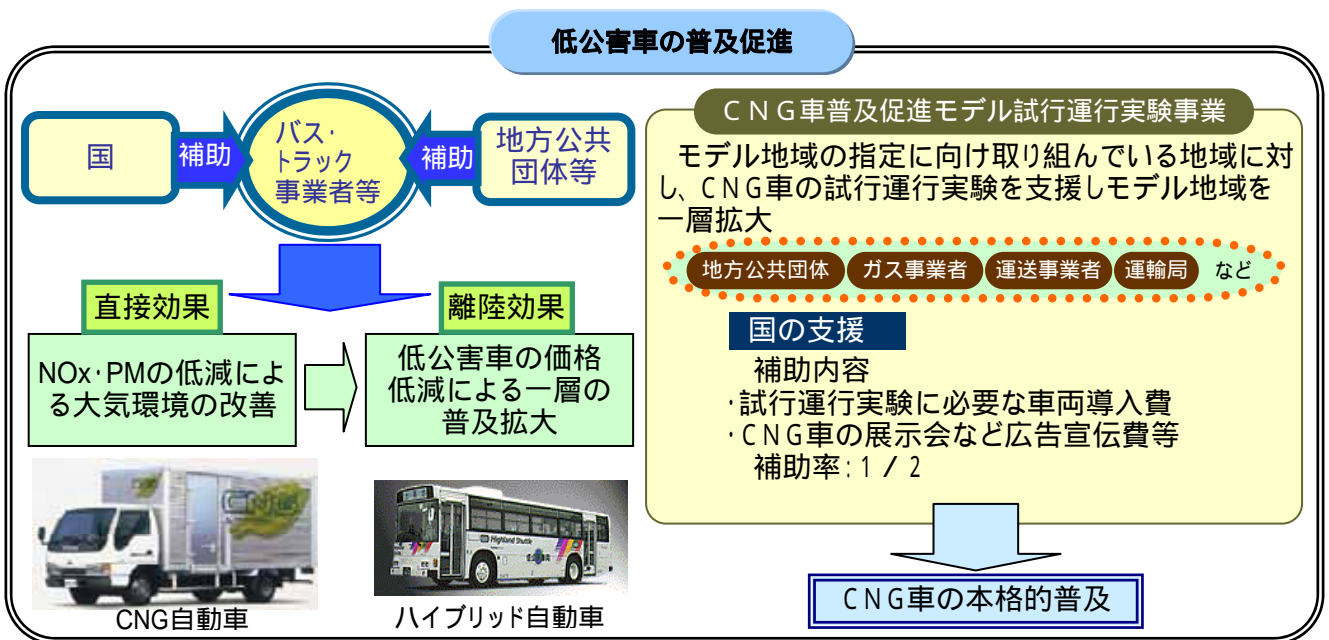 低公害車の普及促進
国
補助
バス・
トラック
事業者等
補助
地方公共
団体等
直接効果
NOx・PMの低減によ
る大気環境の改善
離陸効果
低公害車の価格
低減による一層の
普及拡大
CNG自動車
Highland Shuttle
ハイブリッド自動車
CNG車普及促進モデル試行運行実験事業
モデル地域の指定に向け取り組んでいる地域に対
し、CNG車の試行運行実験を支援しモデル地域を
一層拡大
地方公共団体 ガス事業者 運送事業者 運輸局 など
国の支援
補助内容
・試行運行実験に必要な車両導入費
・CNG車の展示会など広告宣伝費等
補助率:1/2
CNG車の本格的普及